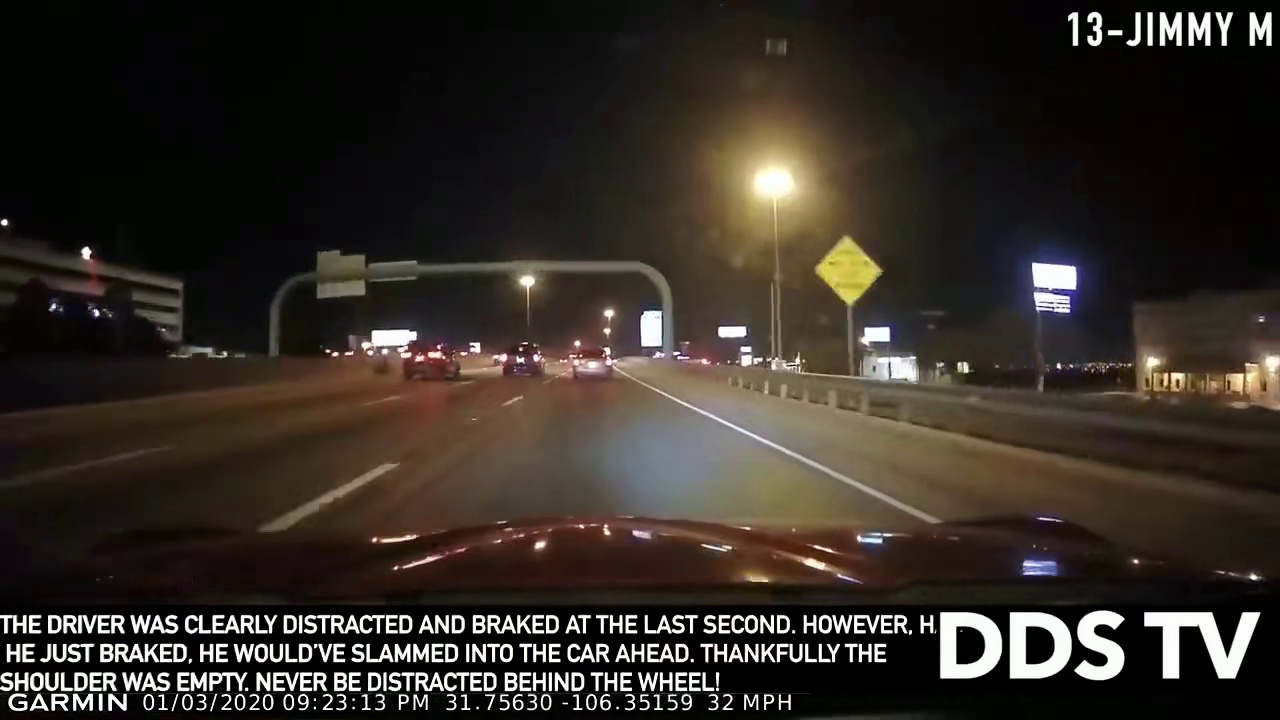 13-JIMMY M
THE DRIVER WAS CLEARLY DISTRACTED AND BRAKED AT THE LAST SECOND. HOWEVER, H
HE JUST BRAKED, HE WOULD'VE SLAMMED INTO THE CAR AHEAD. THANKFULLY THE
SHOULDER WAS EMPTY. NEVER BE DISTRACTED BEHIND THE WHEEL!
DDS TV
GARMIN 01/03/2020 09:23:13 PM 31.75630 -106.35159 32 MPH